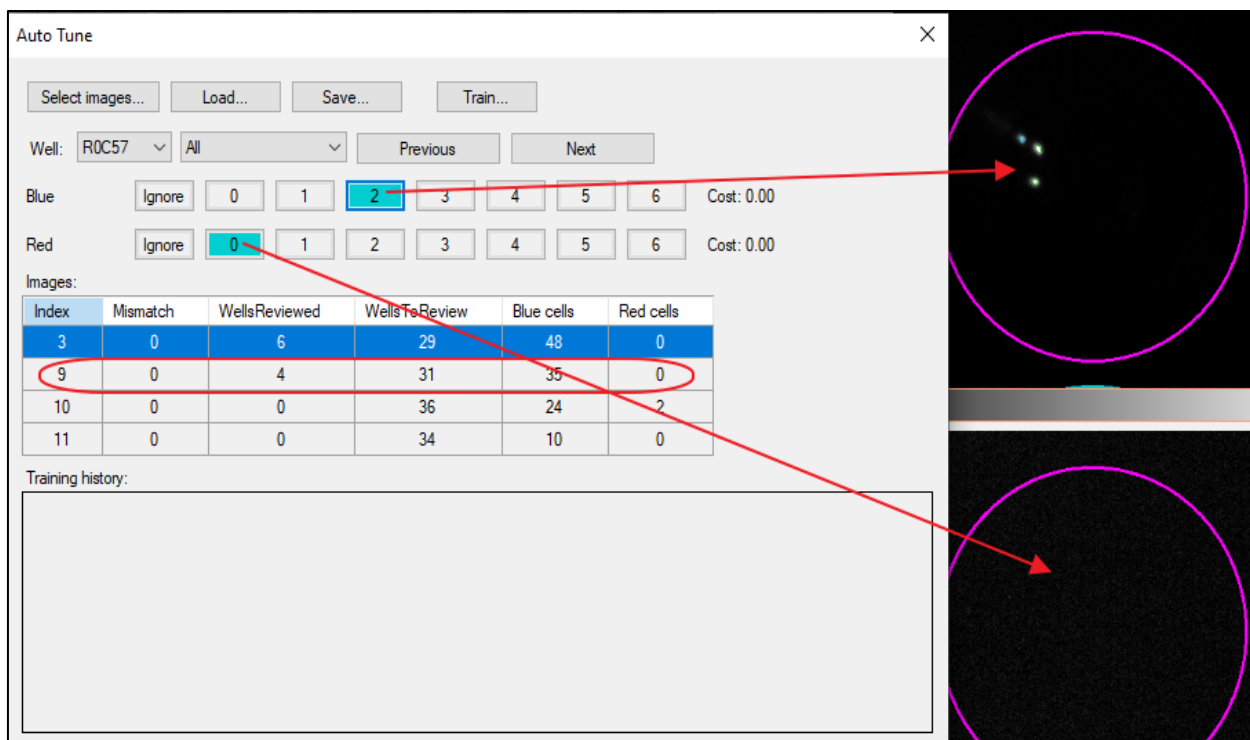 Auto Tune
Select images... Load... Save... Train...
Well: R0C57 All Previous Next
Blue Ignore 0 1 2 3 4 5 6 Cost: 0.00
Red Ignore 0 1 2 3 4 5 6 Cost: 0.00
Images:
Index Mismatch WellsReviewed WellsToReview Blue cells Red cells
3 0 6 29 48 0
9 0 4 31 35 0
10 0 0 36 24 2
11 0 0 34 10 0
Training history: